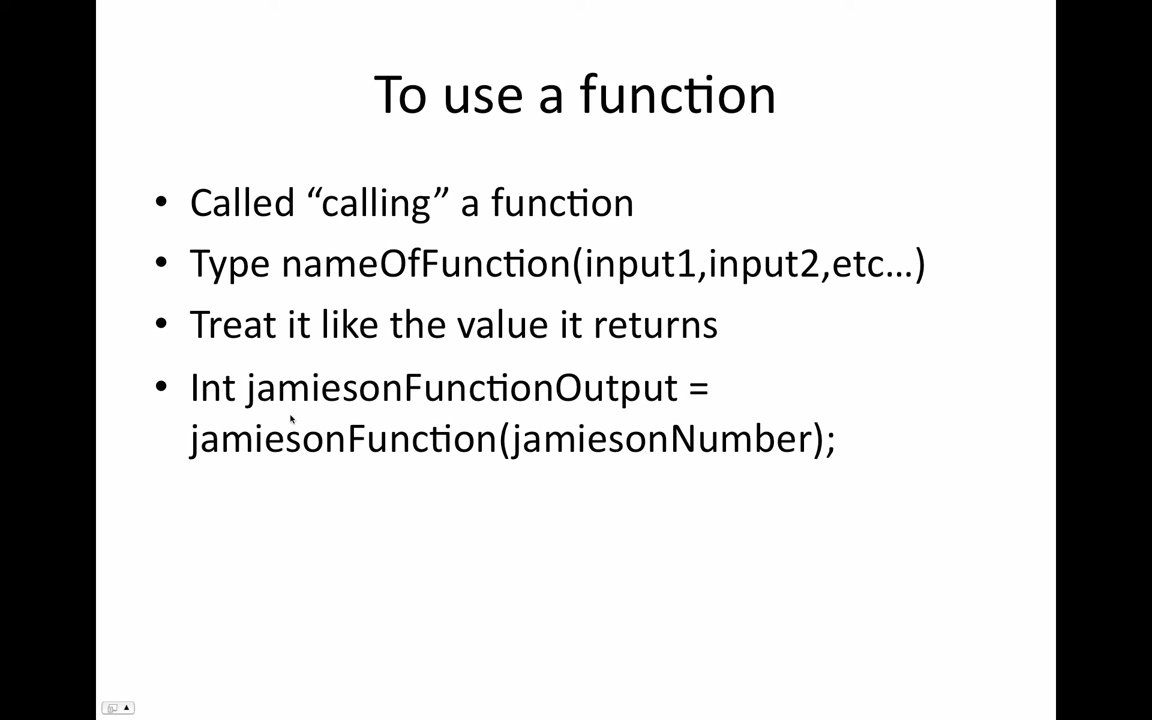 To use a function
• Called “calling” a function
• Type nameOfFunction(input1,input2,etc…)
• Treat it like the value it returns
• Int jamiesonFunctionOutput =
jamiesonFunction(jamiesonNumber);